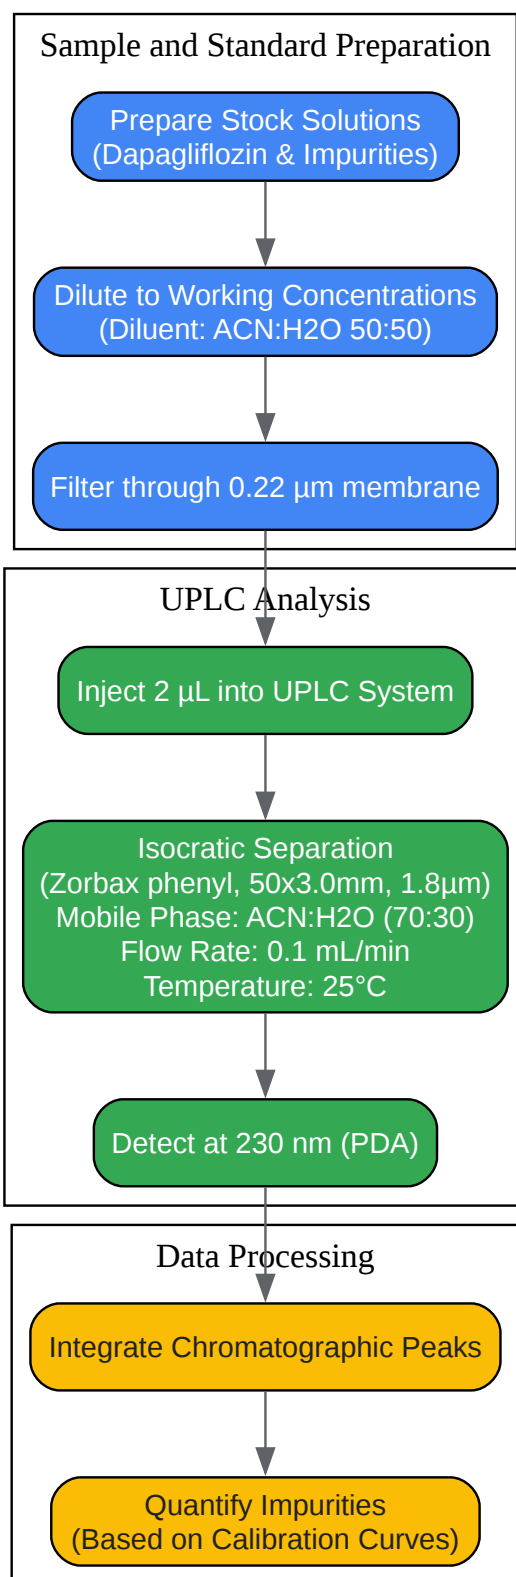 Sample and Standard Preparation
Prepare Stock Solutions
(Dapagliflozin & Impurities)
Dilute to Working Concentrations
(Diluent: ACN:H2O 50:50)
Filter through 0.22 µm membrane
UPLC Analysis
Inject 2 µL into UPLC System
Isocratic Separation
(Zorbax phenyl, 50x3.0mm, 1.8µm)
Mobile Phase: ACN:H2O (70:30)
Flow Rate: 0.1 mL/min
Temperature: 25°C
Detect at 230 nm (PDA)
Data Processing
Integrate Chromatographic Peaks
Quantify Impurities
(Based on Calibration Curves)